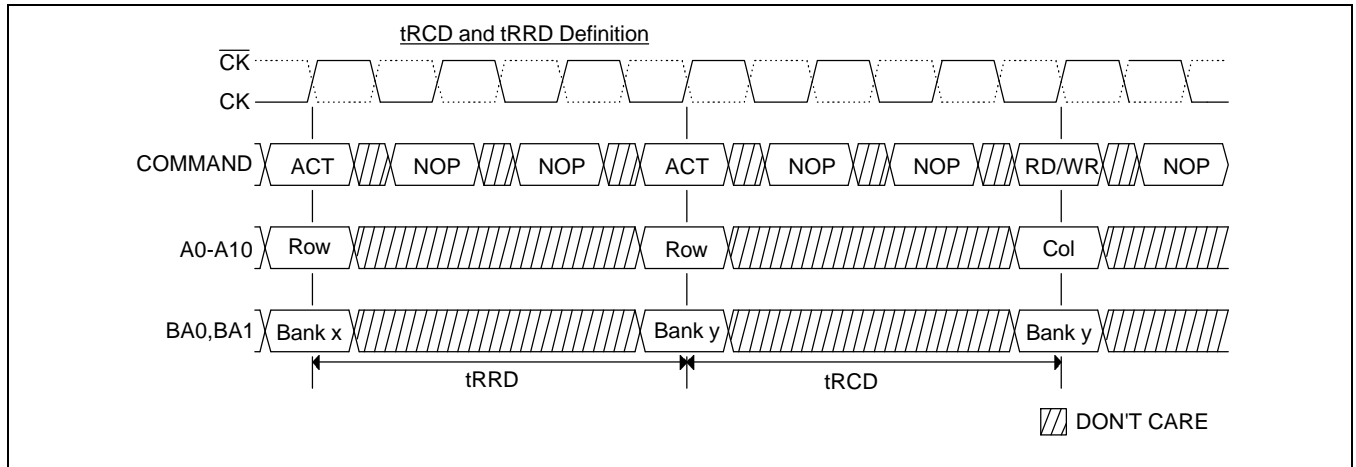 tRCD and tRRD Definition
CK
CK
COMMAND ACT NOP NOP ACT NOP NOP RD/WR NOP
A0-A10 Row Row Col
BA0,BA1 Bank x Bank y Bank y
tRRD tRCD
DON'T CARE